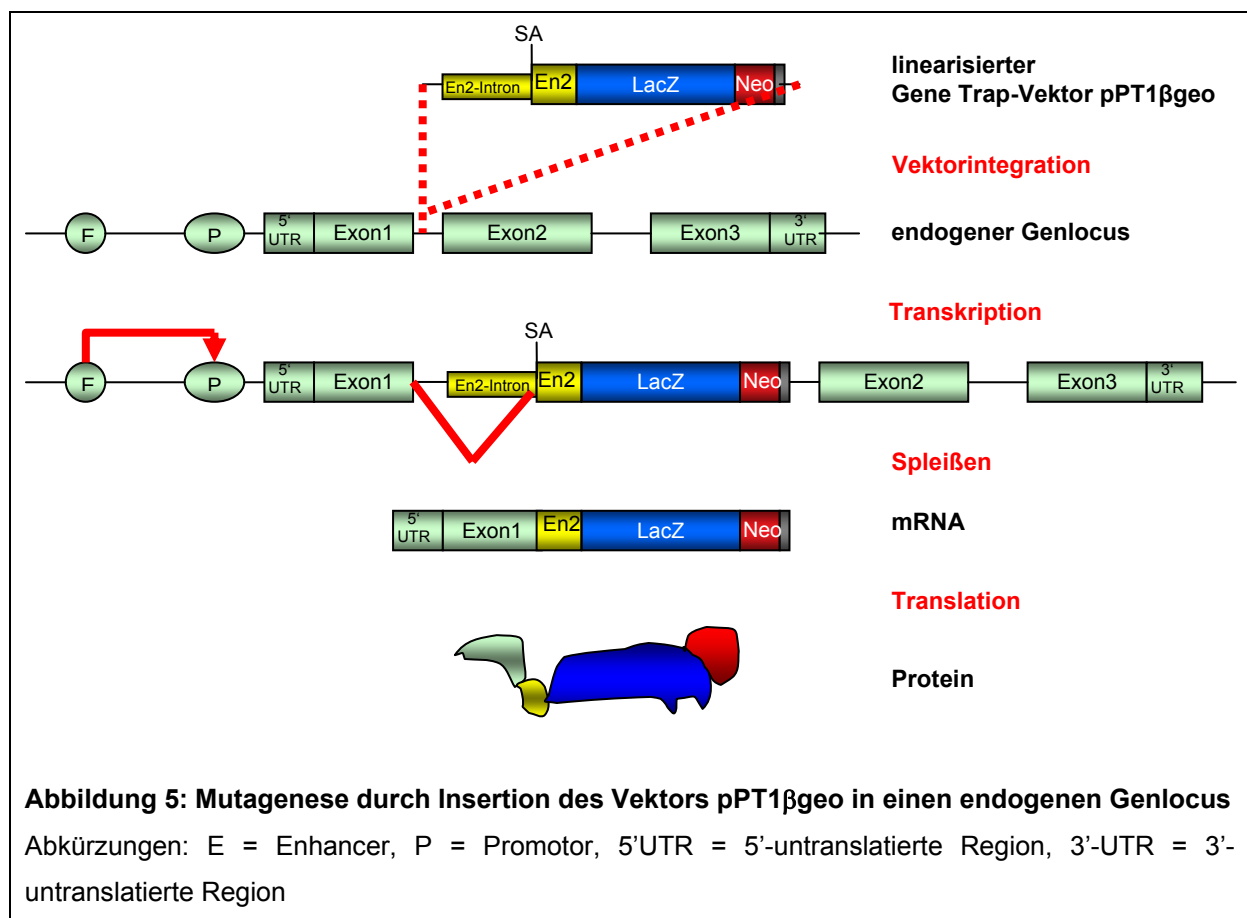 SA
En2-Intron En2 LacZ Neo
linearisierter
Gene Trap-Vektor pPT1βgeo
Vektorintegration
F P 5' UTR Exon1 Exon2 Exon3 3' UTR
endogener Genlocus
Transkription
SA
F P 5' UTR Exon1 En2-Intron En2 LacZ Neo Exon2 Exon3 3' UTR
Spleißen
5' UTR Exon1 En2 LacZ Neo
mRNA
Translation
Protein
Abbildung 5: Mutagenese durch Insertion des Vektors pPT1βgeo in einen endogenen Genlocus
Abkürzungen: E = Enhancer, P = Promotor, 5’UTR = 5’-untranslatierte Region, 3’-UTR = 3’-
untranslatierte Region